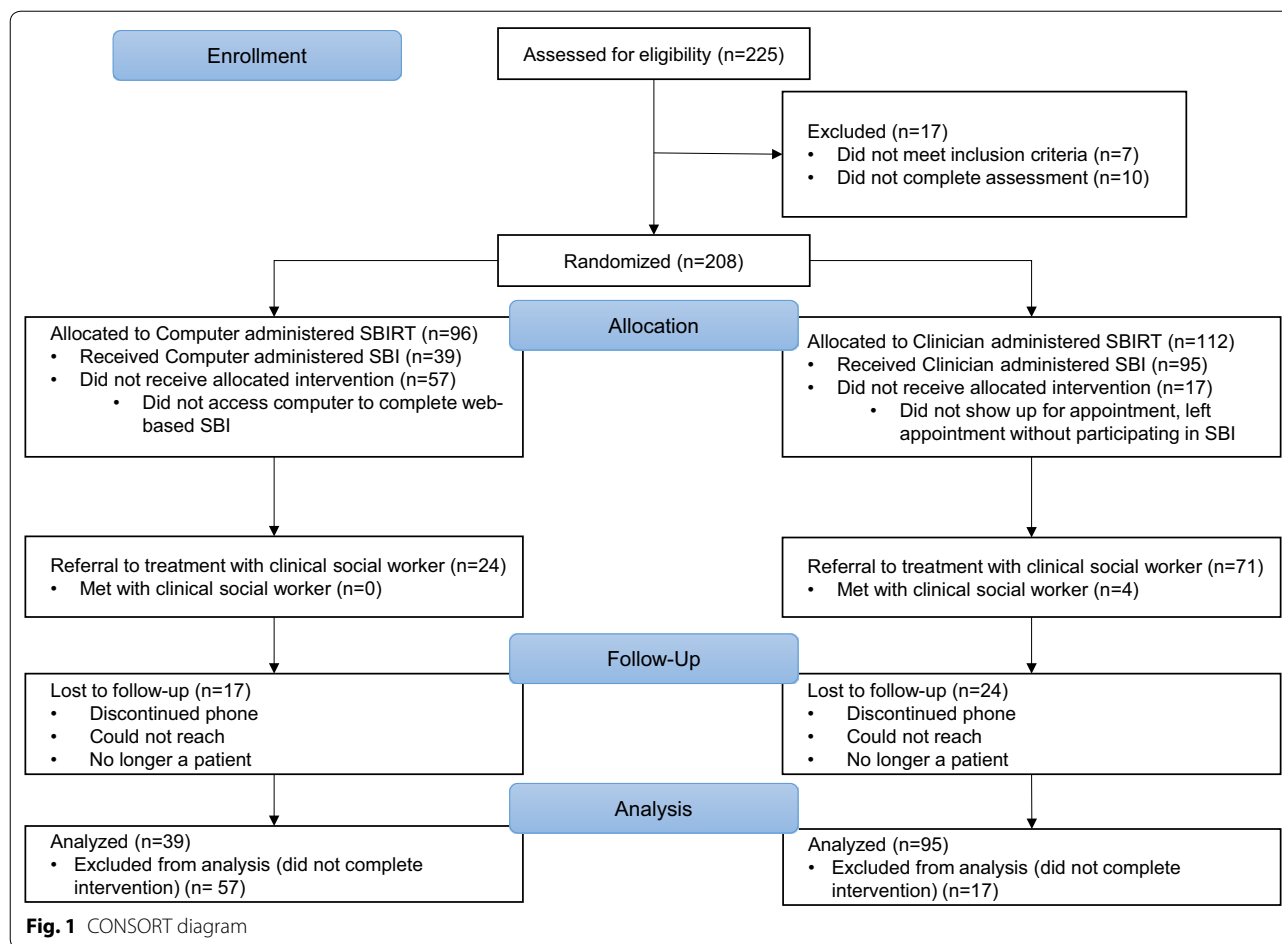 Enrollment
Assessed for eligibility (n=225)
Excluded (n=17)
• Did not meet inclusion criteria (n=7)
• Did not complete assessment (n=10)
Randomized (n=208)
Allocation
Allocated to Computer administered SBIRT (n=96)
• Received Computer administered SBI (n=39)
• Did not receive allocated intervention (n=57)
• Did not access computer to complete web-
based SBI
Allocated to Clinician administered SBIRT (n=112)
• Received Clinician administered SBI (n=95)
• Did not receive allocated intervention (n=17)
• Did not show up for appointment, left
appointment without participating in SBI
Referral to treatment with clinical social worker (n=24)
• Met with clinical social worker (n=0)
Referral to treatment with clinical social worker (n=71)
• Met with clinical social worker (n=4)
Follow-Up
Lost to follow-up (n=17)
• Discontinued phone
• Could not reach
• No longer a patient
Lost to follow-up (n=24)
• Discontinued phone
• Could not reach
• No longer a patient
Analysis
Analyzed (n=39)
• Excluded from analysis (did not complete
intervention) (n= 57)
Analyzed (n=95)
• Excluded from analysis (did not complete
intervention) (n=17)
Fig. 1 CONSORT diagram